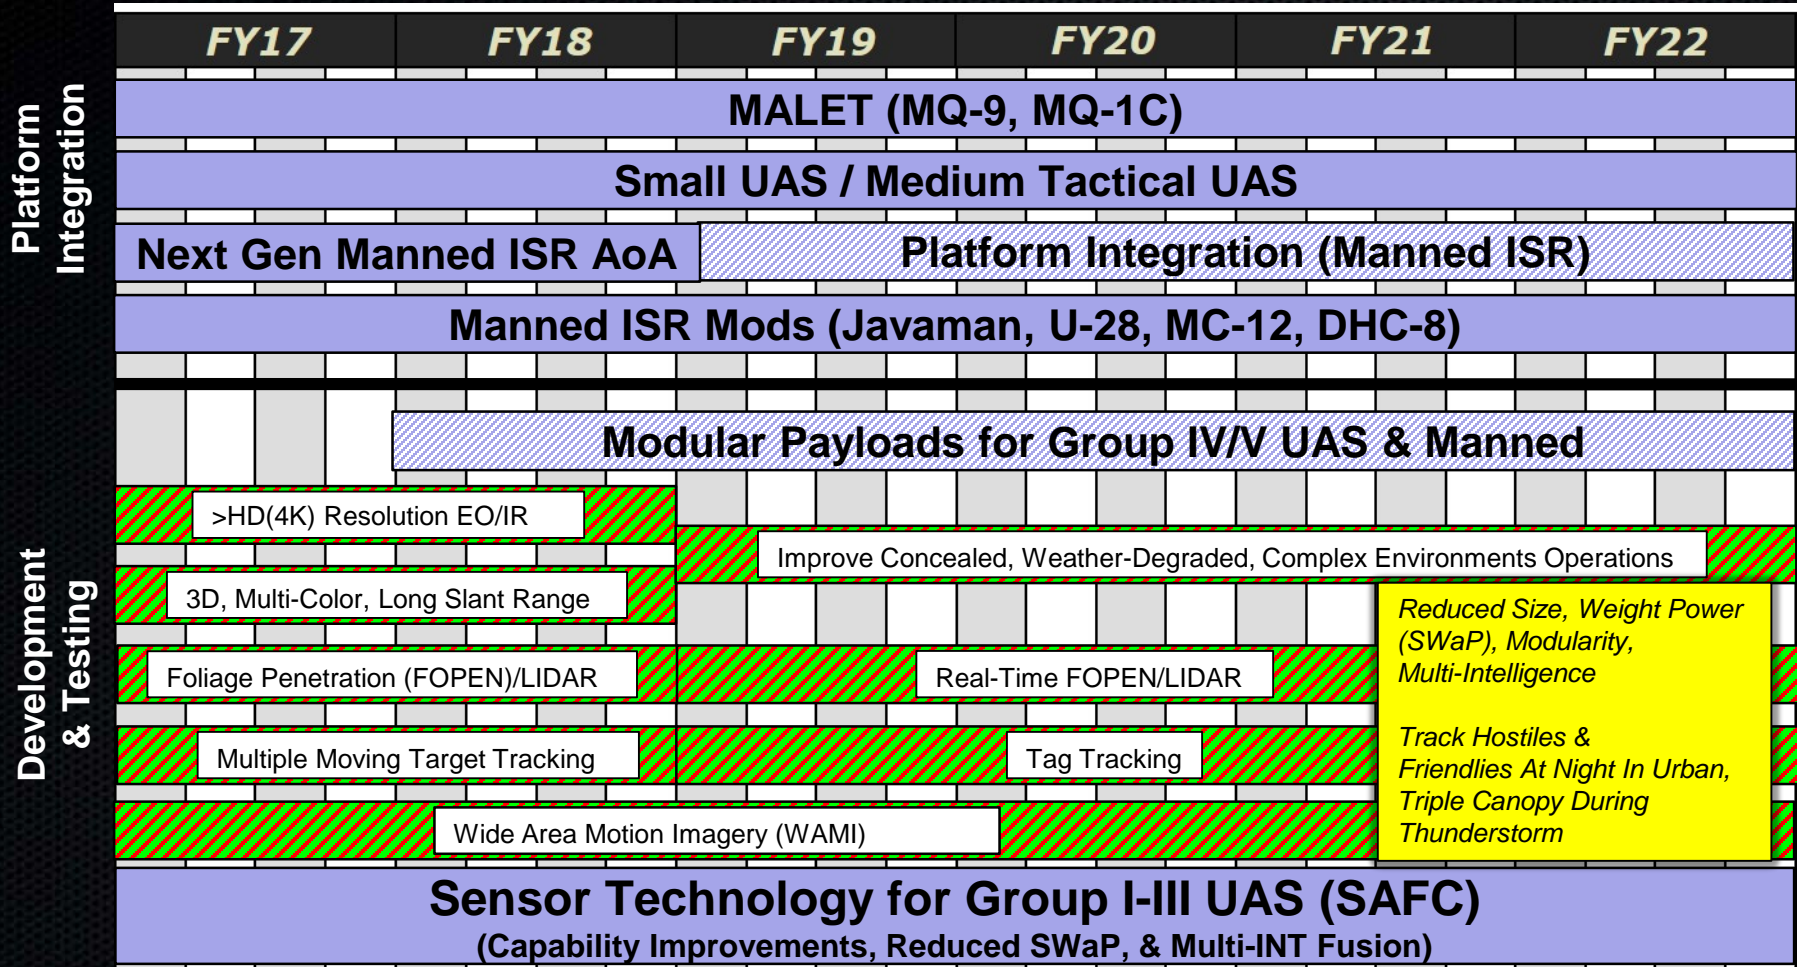 FY17 FY18 FY19 FY20 FY21 FY22
Platform
Integration
MALET (MQ-9, MQ-1C)
Small UAS / Medium Tactical UAS
Next Gen Manned ISR AoA
Platform Integration (Manned ISR)
Manned ISR Mods (Javaman, U-28, MC-12, DHC-8)
Development
& Testing
Modular Payloads for Group IV/V UAS & Manned
>HD(4K) Resolution EO/IR
Improve Concealed, Weather-Degraded, Complex Environments Operations
3D, Multi-Color, Long Slant Range
Foliage Penetration (FOPEN)/LIDAR
Real-Time FOPEN/LIDAR
Multiple Moving Target Tracking
Tag Tracking
Wide Area Motion Imagery (WAMI)
Reduced Size, Weight Power
(SWaP), Modularity,
Multi-Intelligence
Track Hostiles &
Friendlies At Night In Urban,
Triple Canopy During
Thunderstorm
Sensor Technology for Group I-III UAS (SAFC)
(Capability Improvements, Reduced SWaP, & Multi-INT Fusion)